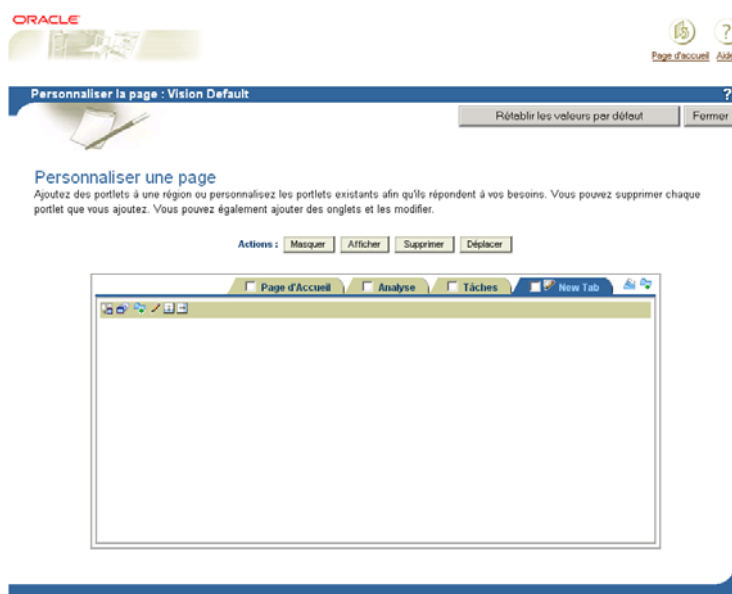 ORACLE
Page d'accueil Aide
Personnaliser la page : Vision Default ?
Rétablir les valeurs par défaut Fermer
Personnaliser une page
Ajoutez des portlets à une région ou personnalisez les portlets existants afin qu'ils répondent à vos besoins. Vous pouvez supprimer chaque
portlet que vous ajoutez. Vous pouvez également ajouter des onglets et les modifier.
Actions : Masquer Afficher Supprimer Déplacer
Page d'Accueil Analyse Tâches New Tab